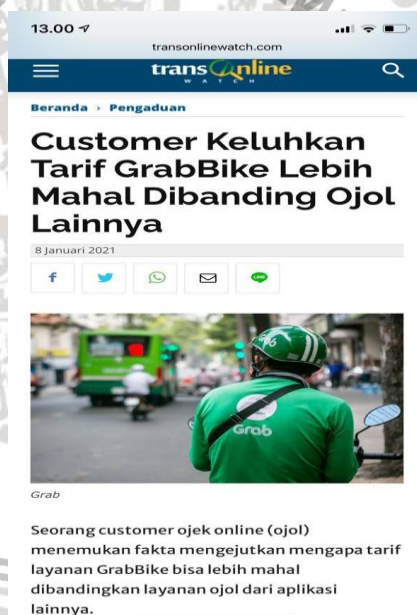 13.00
transonlinewatch.com
transOnline
WATCH
Beranda › Pengaduan
Customer Keluhkan
Tarif GrabBike Lebih
Mahal Dibanding Ojol
Lainnya
8 Januari 2021
LINE
Grab
Grab
Seorang customer ojek online (ojol)
menemukan fakta mengejutkan mengapa tarif
layanan GrabBike bisa lebih mahal
dibandingkan layanan ojol dari aplikasi
lainnya.